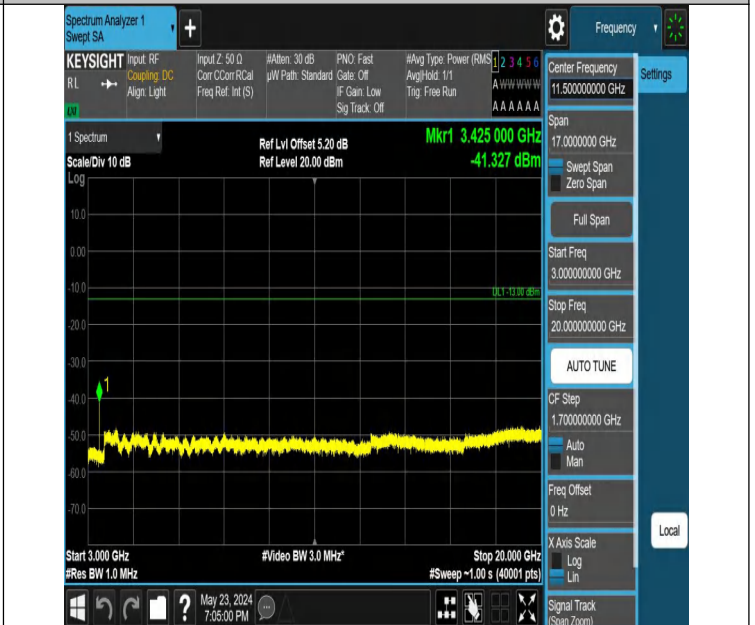 Spectrum Analyzer 1
Swept SA
Frequency
KEYSIGHT
RL
LXI
Input: RF
Coupling: DC
Align: Light
Input Z: 50 Ω
Corr CCorr RCal
Freq Ref: Int (S)
#Atten: 30 dB
µW Path: Standard
PNO: Fast
Gate: Off
IF Gain: Low
Sig Track: Off
#Avg Type: Power (RMS
Avg|Hold: 1/1
Trig: Free Run
1 2 3 4 5 6
A W W W W W
A A A A A A
1 Spectrum
Scale/Div 10 dB
Log
Ref Lvl Offset 5.20 dB
Ref Level 20.00 dBm
Mkr1 3.425 000 GHz
-41.327 dBm
10.0
0.00
-10.0
-20.0
-30.0
-40.0
-50.0
-60.0
-70.0
DL1 -13.00 dBm
1
Start 3.000 GHz
#Res BW 1.0 MHz
#Video BW 3.0 MHz*
Stop 20.000 GHz
#Sweep ~1.00 s (40001 pts)
May 23, 2024
7:05:00 PM
Center Frequency
11.500000000 GHz
Span
17.0000000 GHz
Swept Span
Zero Span
Full Span
Start Freq
3.000000000 GHz
Stop Freq
20.000000000 GHz
AUTO TUNE
CF Step
1.700000000 GHz
Auto
Man
Freq Offset
0 Hz
X Axis Scale
Log
Lin
Signal Track
(Span Zoom)
Settings
Local